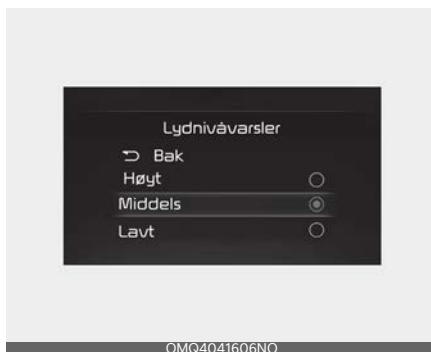 Lydnivåvarsler
Bak
Høyt
Middels
Lavt
OMQ4041606NO